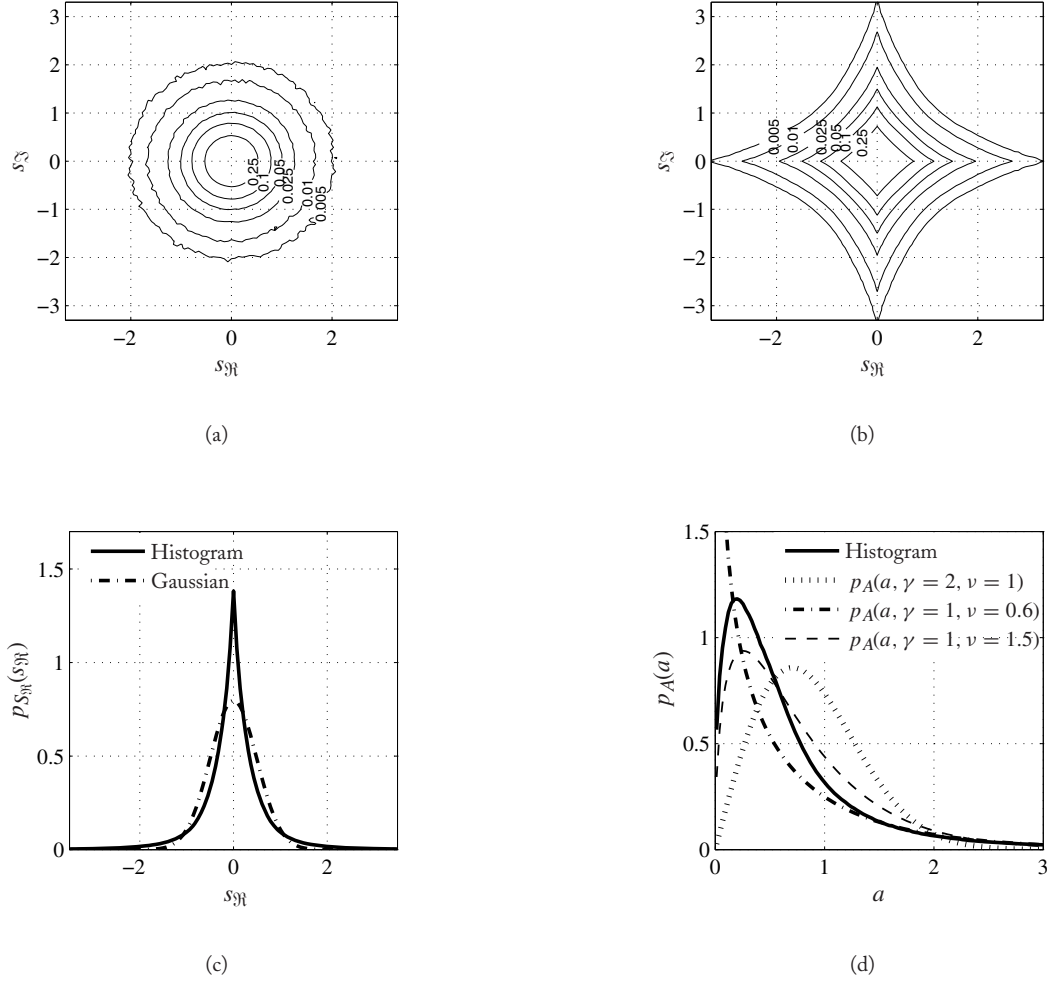 3
2
1
0
−1
−2
−3
−2 0 2
s𝔍
s𝔑
0.25
0.1
0.05
0.025
0.01
0.005
(a)
3
2
1
0
−1
−2
−3
−2 0 2
s𝔍
s𝔑
0.005
0.01
0.025
0.05
0.1
0.25
(b)
1.5
1
0.5
0
−2 0 2
p_{S_ℜ}(s_ℜ)
s_ℜ
Histogram
Gaussian
(c)
1.5
1
0.5
0
0 1 2 3
p_A(a)
a
Histogram
p_A(a, γ = 2, ν = 1)
p_A(a, γ = 1, ν = 0.6)
p_A(a, γ = 1, ν = 1.5)
(d)